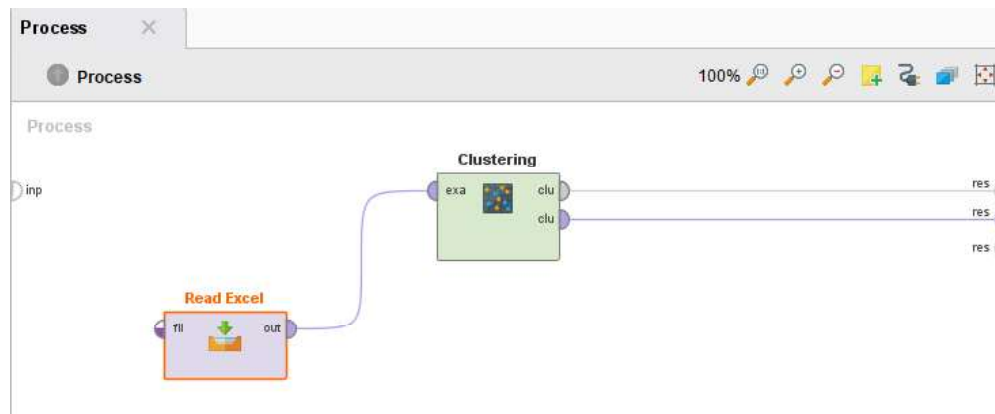 Process
Process
100%
Process
Clustering
inp
exa clu res
clu res
res
Read Excel
fil out